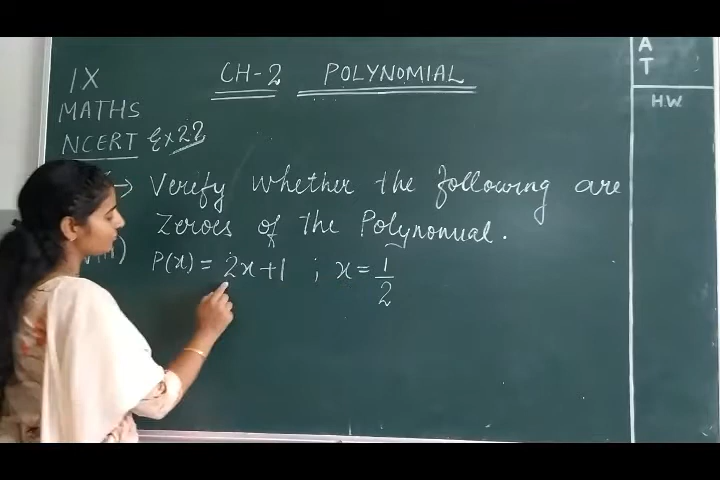 IX
CH-2 POLYNOMIAL
MATHS
NCERT Ex 2.2
→ Verify whether the following are
Zeroes of the Polynomial.
P(x) = 2x+1 ; x = 1/2
A
T
H.W